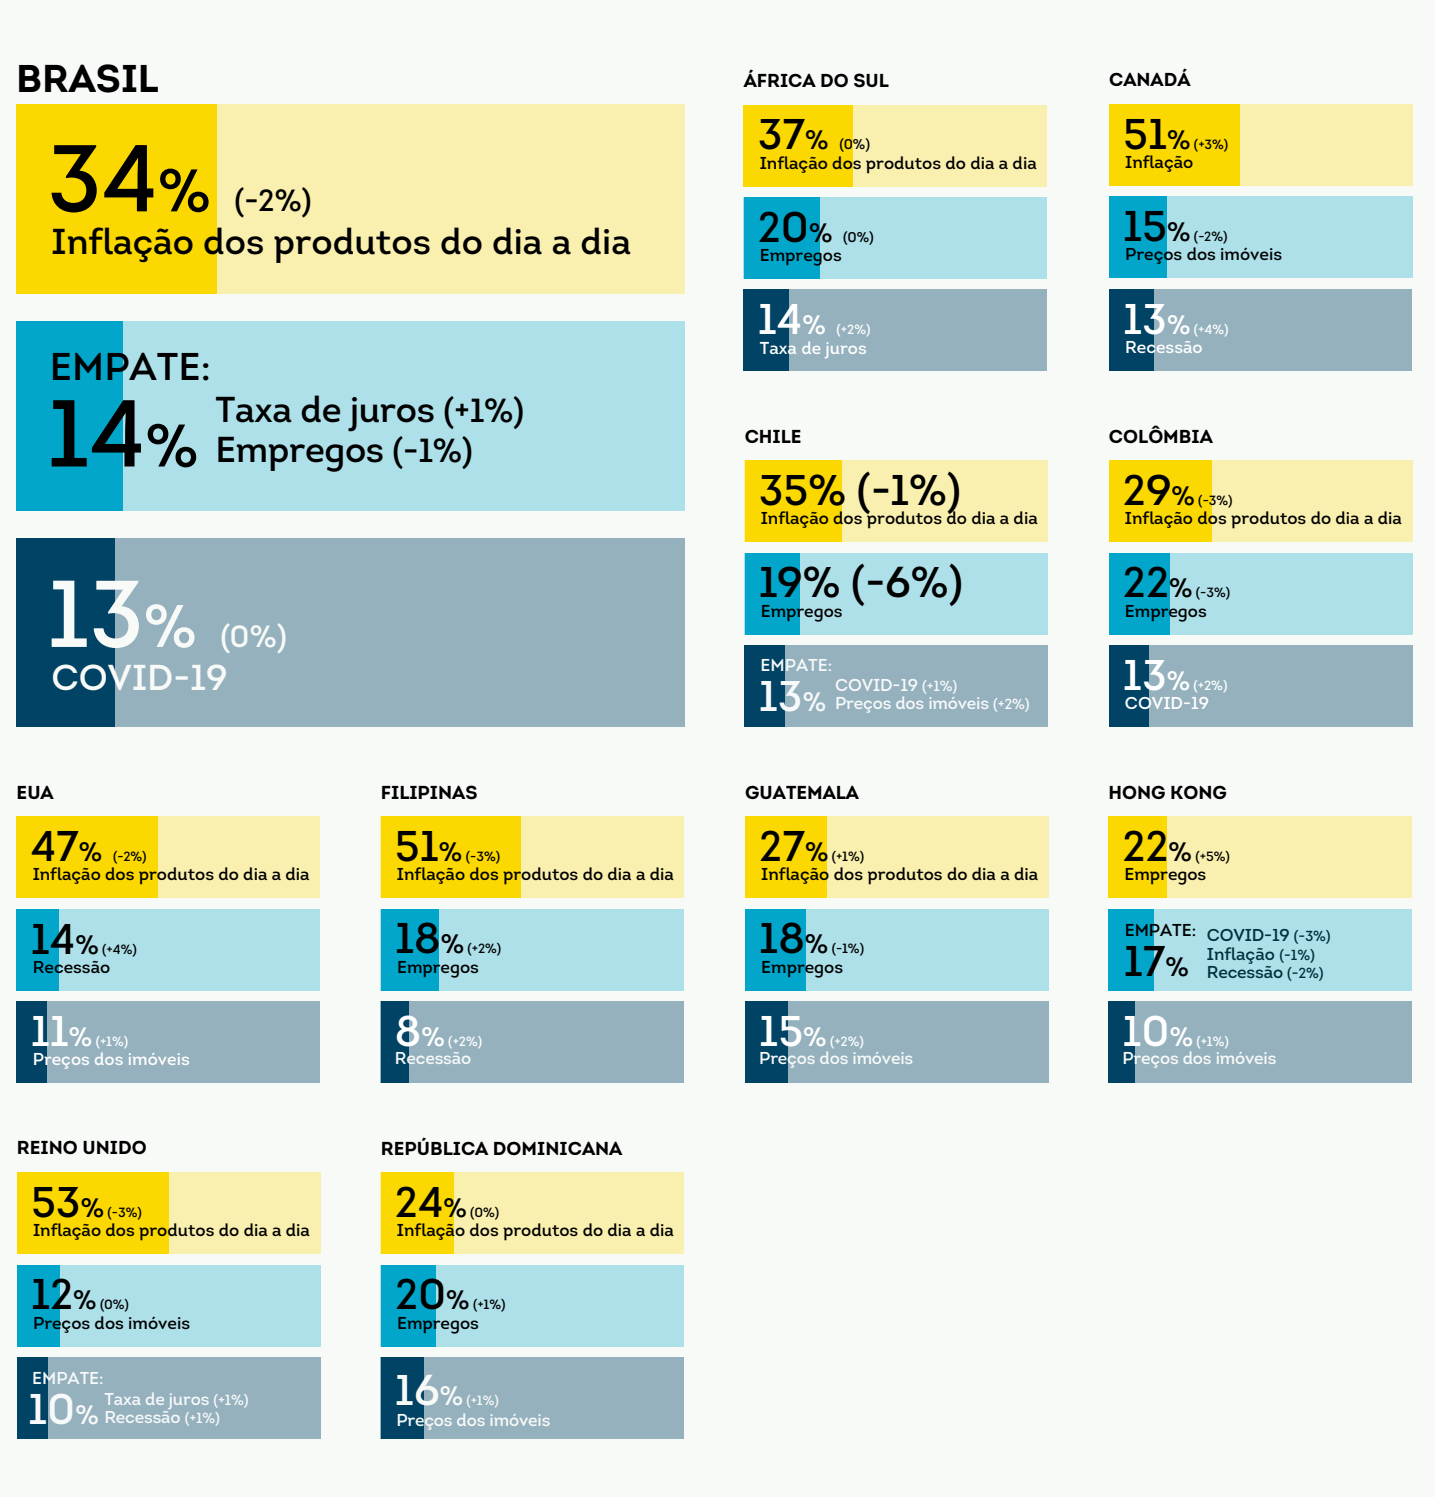 BRASIL
34% (-2%)
Inflação dos produtos do dia a dia
EMPATE:
14%
Taxa de juros (+1%)
Empregos (-1%)
13% (0%)
COVID-19
ÁFRICA DO SUL
37% (0%)
Inflação dos produtos do dia a dia
20% (0%)
Empregos
14% (+2%)
Taxa de juros
CANADÁ
51% (+3%)
Inflação
15% (-2%)
Preços dos imóveis
13% (+4%)
Recessão
CHILE
35% (-1%)
Inflação dos produtos do dia a dia
19% (-6%)
Empregos
EMPATE:
13%
COVID-19 (+1%)
Preços dos imóveis (+2%)
COLÔMBIA
29% (-3%)
Inflação dos produtos do dia a dia
22% (-3%)
Empregos
13% (+2%)
COVID-19
EUA
47% (-2%)
Inflação dos produtos do dia a dia
14% (+4%)
Recessão
11% (+1%)
Preços dos imóveis
FILIPINAS
51% (-3%)
Inflação dos produtos do dia a dia
18% (+2%)
Empregos
8% (+2%)
Recessão
GUATEMALA
27% (+1%)
Inflação dos produtos do dia a dia
18% (-1%)
Empregos
15% (+2%)
Preços dos imóveis
HONG KONG
22% (+5%)
Empregos
EMPATE:
17%
COVID-19 (-3%)
Inflação (-1%)
Recessão (-2%)
10% (+1%)
Preços dos imóveis
REINO UNIDO
53% (-3%)
Inflação dos produtos do dia a dia
12% (0%)
Preços dos imóveis
EMPATE:
10%
Taxa de juros (+1%)
Recessão (+1%)
REPÚBLICA DOMINICANA
24% (0%)
Inflação dos produtos do dia a dia
20% (+1%)
Empregos
16% (+1%)
Preços dos imóveis